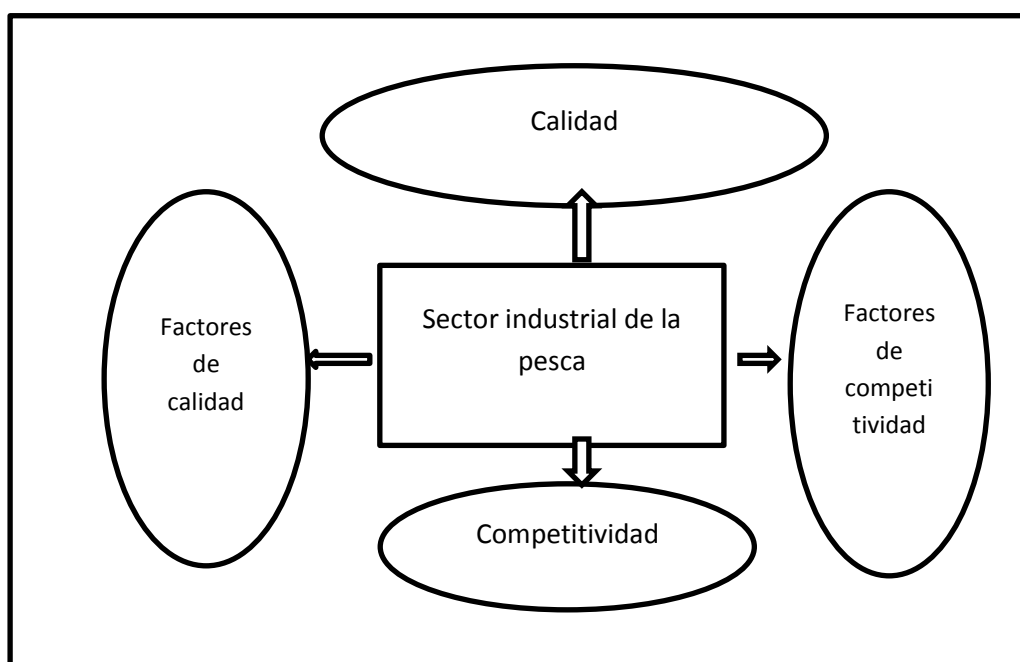 Calidad
Factores
de
calidad
Sector industrial de la
pesca
Factores
de
competi
tividad
Competitividad